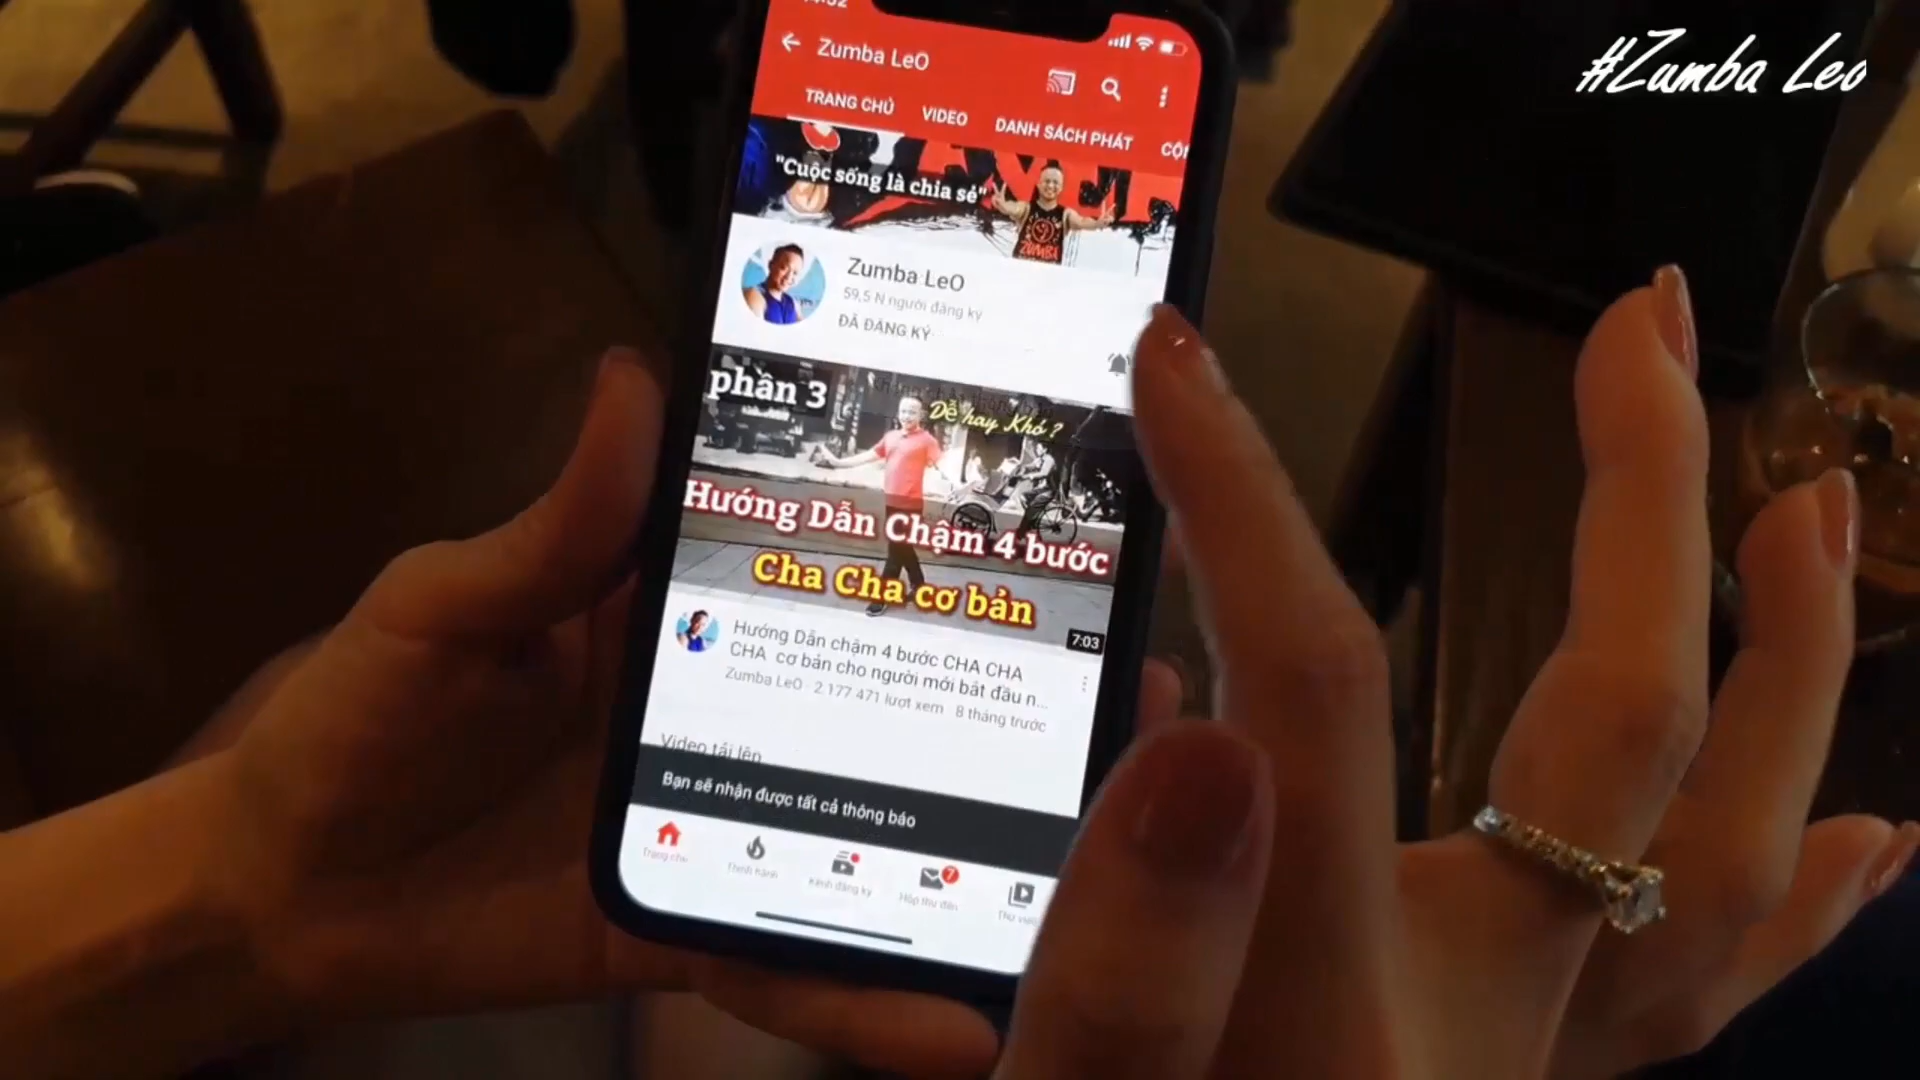 #Zumba Leo
Zumba LeO
TRANG CHỦ VIDEO DANH SÁCH PHÁT
"Cuộc sống là chia sẻ"
ZUMBA
Zumba LeO
59,5 N người đăng ký
ĐÃ ĐĂNG KÝ
phần 3
Dễ hay Khó?
Hướng Dẫn Chậm 4 bước
Cha Cha cơ bản
7:03
Hướng Dẫn chậm 4 bước CHA CHA
CHA cơ bản cho người mới bắt đầu n...
Zumba LeO · 2 177 471 lượt xem · 8 tháng trước
Video tải lên
Bạn sẽ nhận được tất cả thông báo
7
Trang chủ Thịnh hành Kênh đăng ký Hộp thư đến